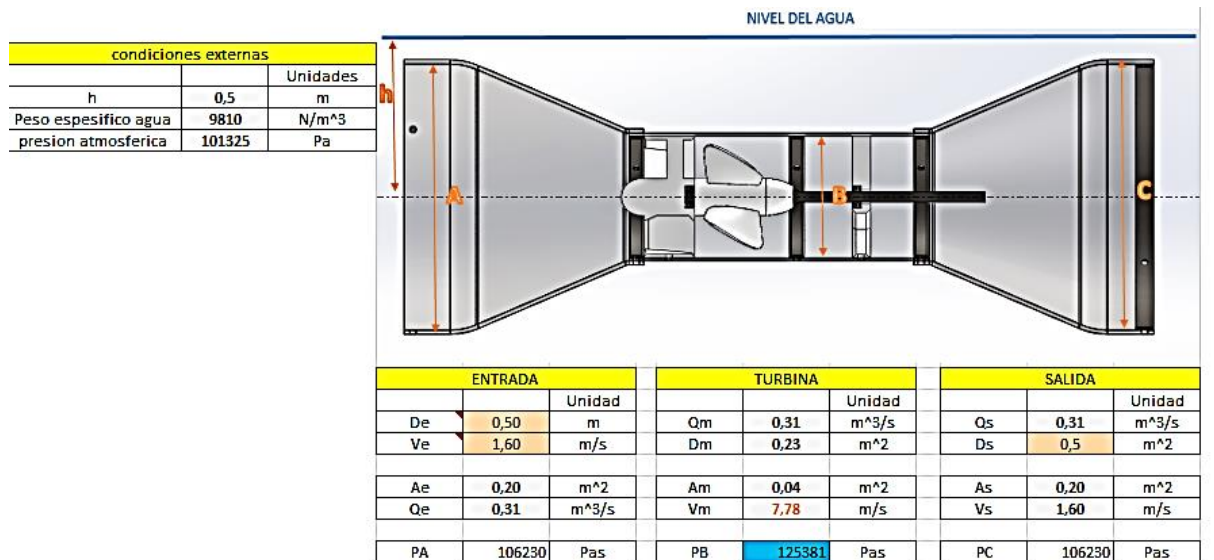 NIVEL DEL AGUA
condiciones externas
Unidades
h 0,5 m
Peso espesifico agua 9810 N/m^3
presion atmosferica 101325 Pa
h
A
B
C
ENTRADA TURBINA SALIDA
Unidad Unidad Unidad
De 0,50 m Qm 0,31 m^3/s Qs 0,31 m^3/s
Ve 1,60 m/s Dm 0,23 m^2 Ds 0,5 m^2
Ae 0,20 m^2 Am 0,04 m^2 As 0,20 m^2
Qe 0,31 m^3/s Vm 7,78 m/s Vs 1,60 m/s
PA 106230 Pas PB 125381 Pas PC 106230 Pas